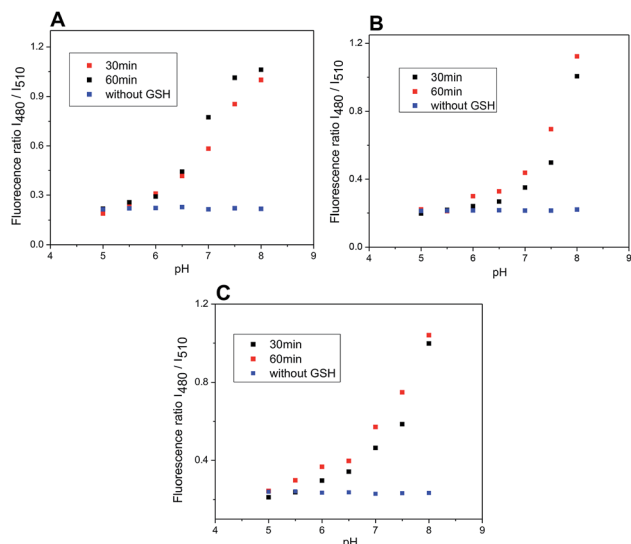 A
30min
60min
without GSH
Fluorescence ratio I480 / I510
1.2
0.9
0.6
0.3
0.0
4 5 6 7 8 9
pH
B
30min
60min
without GSH
Fluorescence ratio I480 / I510
1.2
0.8
0.4
0.0
4 5 6 7 8 9
pH
C
30min
60min
without GSH
Fluorescence ratio I480 / I510
1.2
0.8
0.4
4 5 6 7 8 9
pH